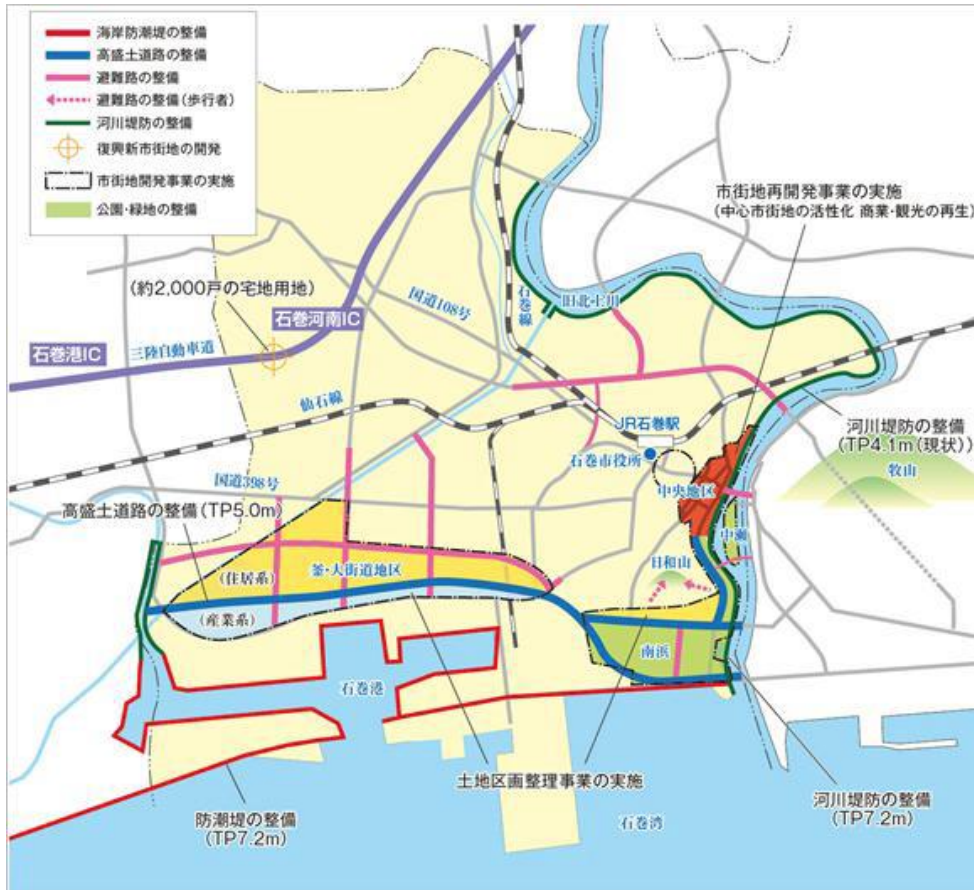 海岸防潮堤の整備
高盛土道路の整備
避難路の整備
避難路の整備(歩行者)
河川堤防の整備
復興新市街地の開発
市街地開発事業の実施
公園・緑地の整備
市街地再開発事業の実施
(中心市街地の活性化 商業・観光の再生)
(約2,000戸の宅地用地)
国道108号
石巻線
旧北上川
石巻河南IC
石巻港IC
三陸自動車道
仙石線
JR石巻駅
石巻市役所
河川堤防の整備
(TP4.1m(現状))
牧山
国道398号
中央地区
高盛土道路の整備(TP5.0m)
中瀬
(住居系)
釜・大街道地区
日和山
(産業系)
南浜
石巻港
土地区画整理事業の実施
防潮堤の整備
(TP7.2m)
石巻湾
河川堤防の整備
(TP7.2m)